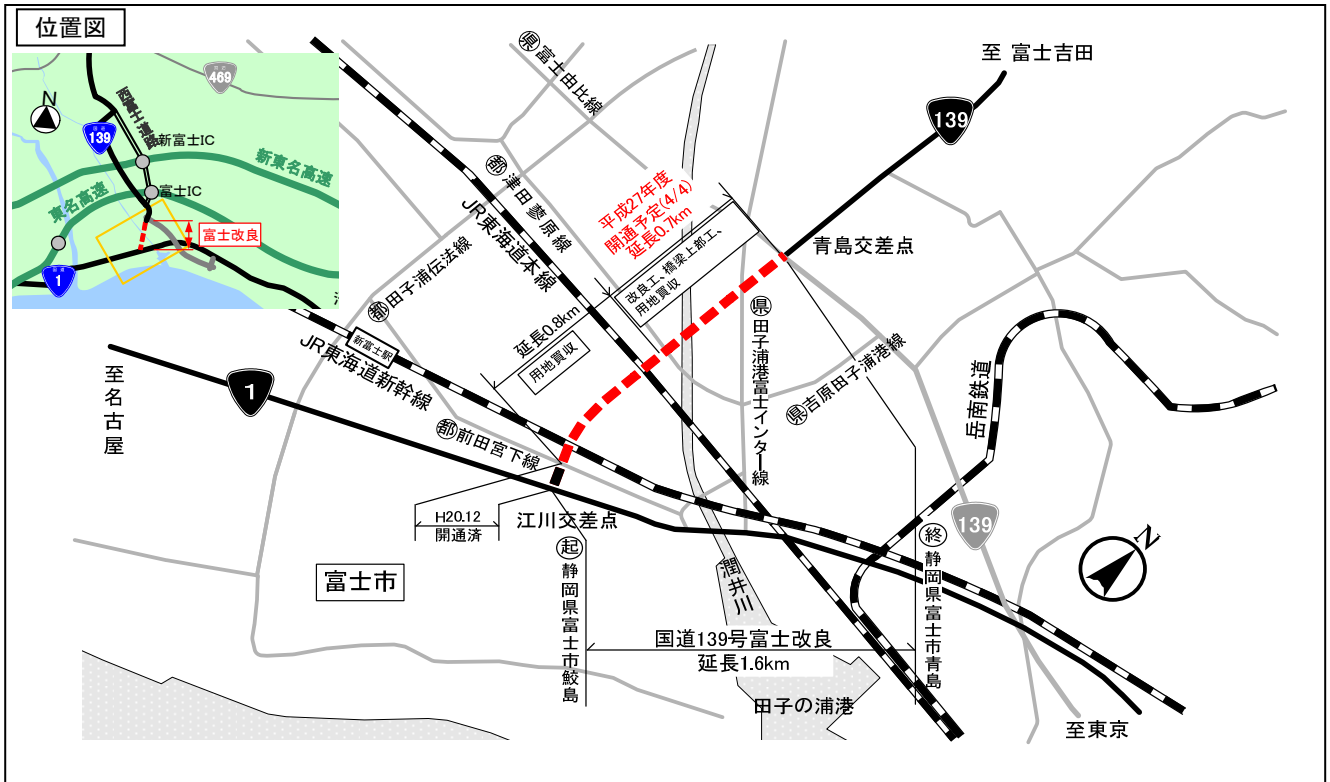 位置図
469
N
西富士道路
国道
139
新富士IC
新東名高速
富士IC
東名高速
富士改良
国道
1
県富士由比線
至 富士吉田
139
都津田蓼原線
JR東海道本線
平成27年度
開通予定(4/4)
延長0.7km
改良工、橋梁上部工、
用地買収
青島交差点
都田子浦伝法線
延長0.8km
用地買収
県田子浦港富士インター線
県吉原田子浦港線
岳南鉄道
新富士駅
JR東海道新幹線
至名古屋
1
都前田宮下線
H20.12
開通済
江川交差点
139
N
起静岡県富士市鮫島
終静岡県富士市青島
富士市
潤井川
国道139号富士改良
延長1.6km
田子の浦港
至東京